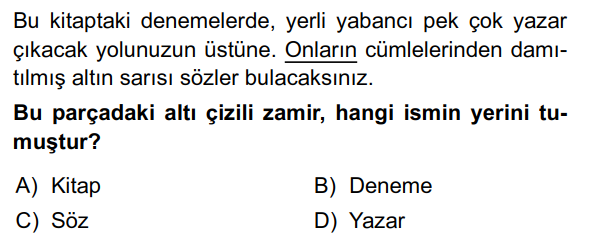 Bu kitaptaki denemelerde, yerli yabancı pek çok yazar
çıkacak yolunuzun üstüne. Onların cümlelerinden damı-
tılmış altın sarısı sözler bulacaksınız.
Bu parçadaki altı çizili zamir, hangi ismin yerini tu-
muştur?
A) Kitap B) Deneme
C) Söz D) Yazar